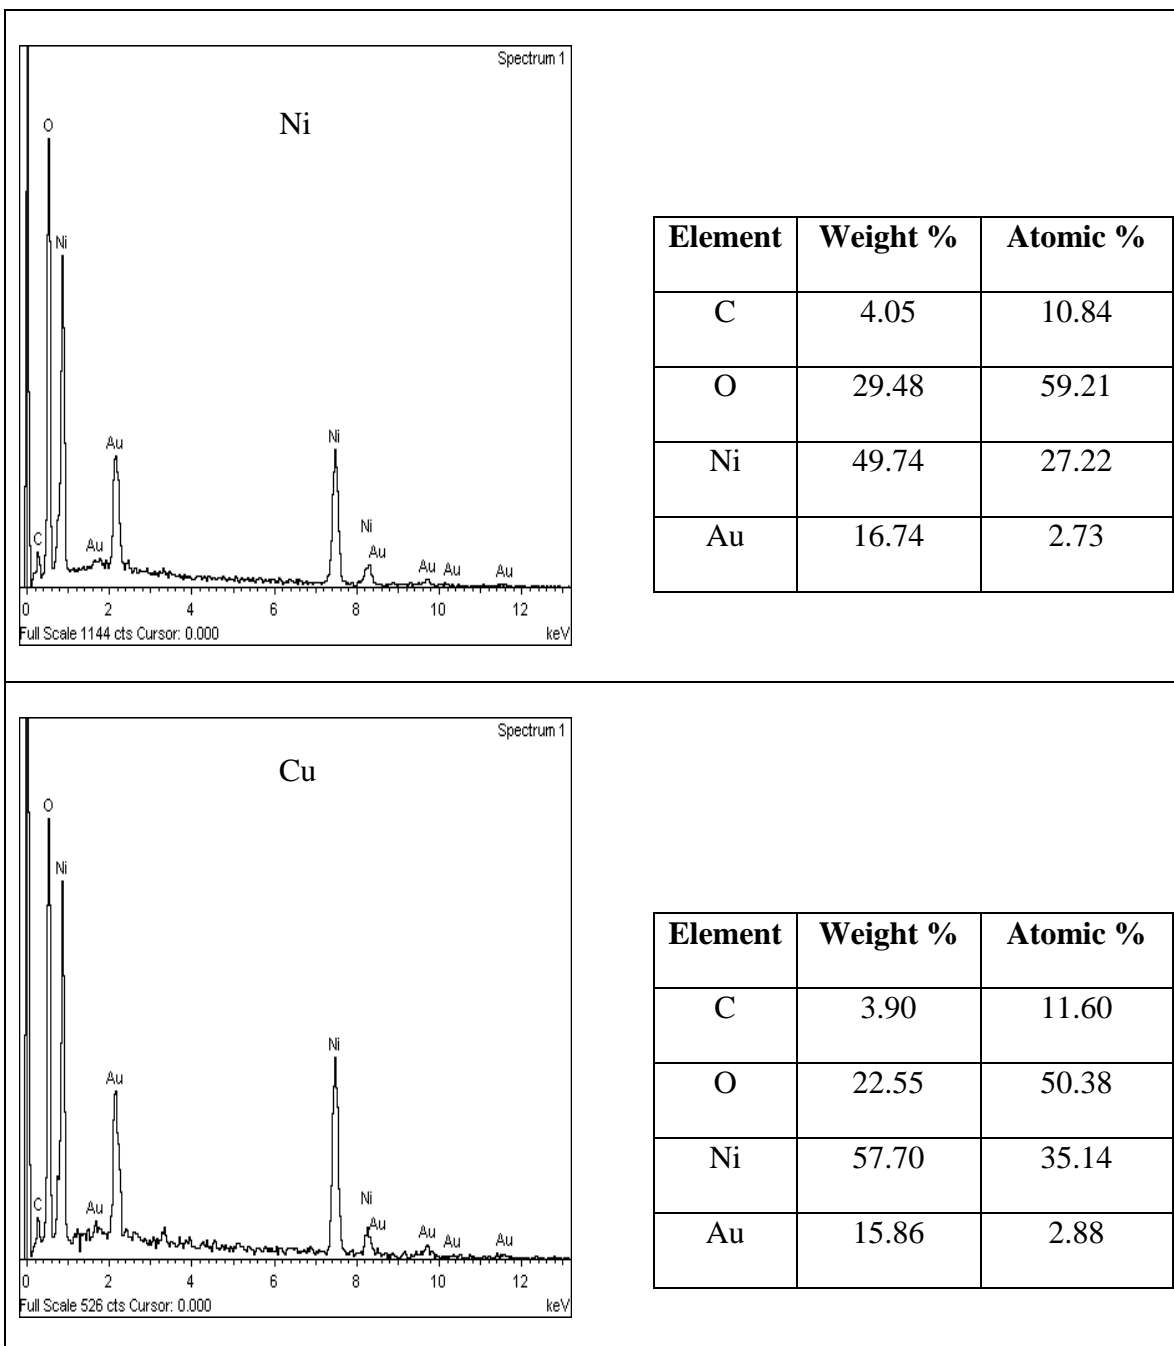 Spectrum 1
Ni
O
Ni
Au
Ni
C
Au
Ni
Au
Au
Au
Au
0 2 4 6 8 10 12
Full Scale 1144 cts Cursor: 0.000 keV
Element Weight % Atomic %
C 4.05 10.84
O 29.48 59.21
Ni 49.74 27.22
Au 16.74 2.73
Spectrum 1
Cu
O
Ni
Au
Ni
C
Au
Ni
Au
Au
Au
Au
0 2 4 6 8 10 12
Full Scale 526 cts Cursor: 0.000 keV
Element Weight % Atomic %
C 3.90 11.60
O 22.55 50.38
Ni 57.70 35.14
Au 15.86 2.88